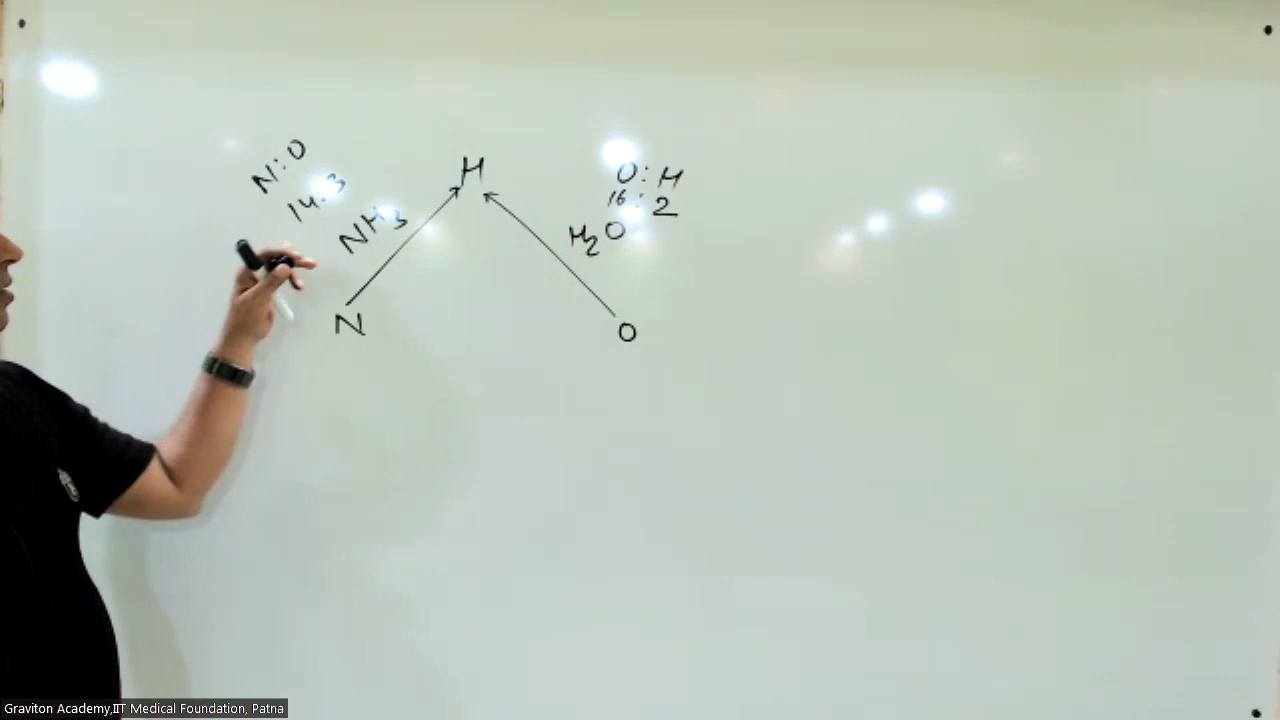 N:O
14:3
NH3
H
O:H
16:2
H2O
N
O
Graviton Academy,IIT Medical Foundation, Patna